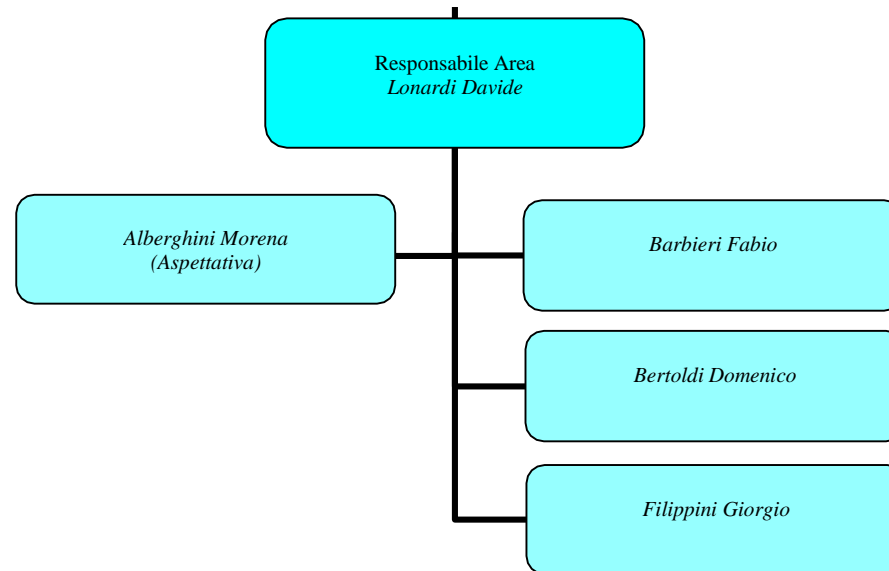 Responsabile Area
Lonardi Davide
Alberghini Morena
(Aspettativa)
Barbieri Fabio
Bertoldi Domenico
Filippini Giorgio